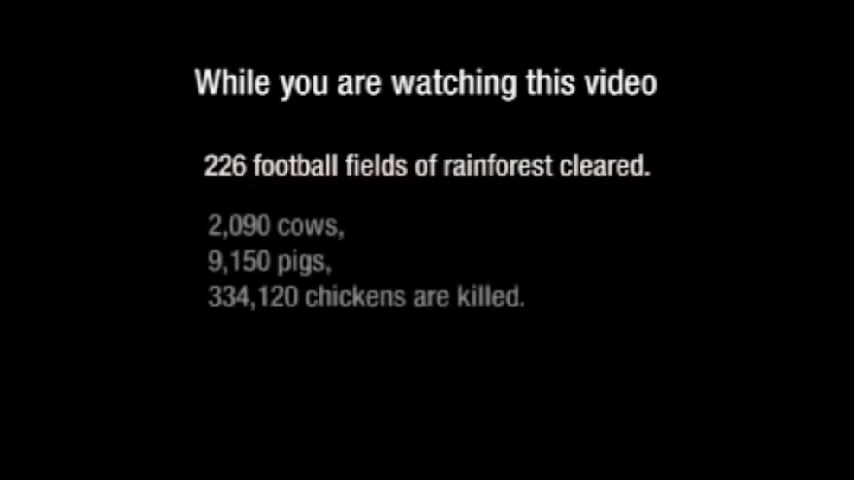 While you are watching this video
226 football fields of rainforest cleared.
2,090 cows,
9,150 pigs,
334,120 chickens are killed.